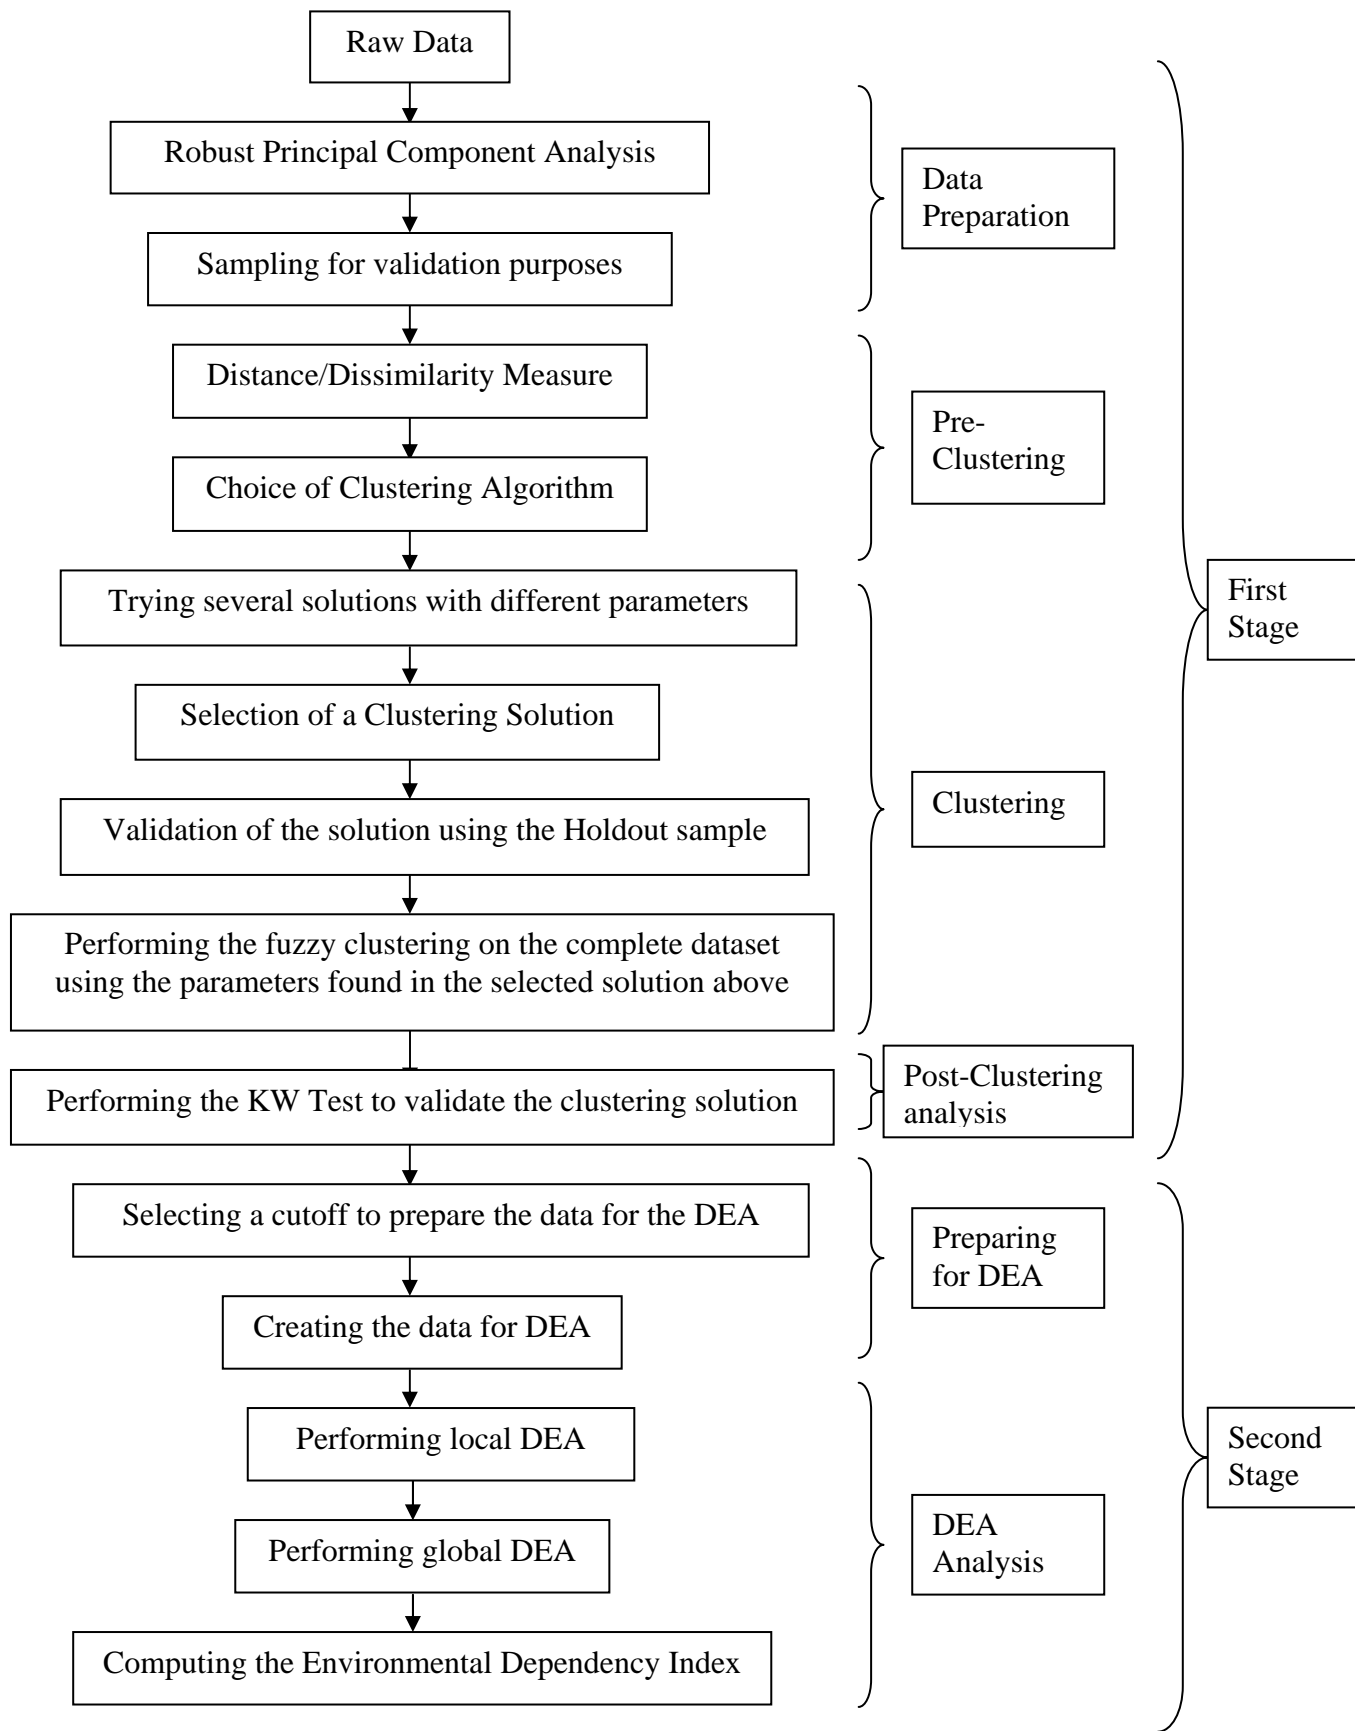 Raw Data
Robust Principal Component Analysis
Data
Preparation
Sampling for validation purposes
Distance/Dissimilarity Measure
Pre-
Clustering
Choice of Clustering Algorithm
Trying several solutions with different parameters
First
Stage
Selection of a Clustering Solution
Clustering
Validation of the solution using the Holdout sample
Performing the fuzzy clustering on the complete dataset
using the parameters found in the selected solution above
Post-Clustering
analysis
Performing the KW Test to validate the clustering solution
Selecting a cutoff to prepare the data for the DEA
Preparing
for DEA
Creating the data for DEA
Performing local DEA
Second
Stage
Performing global DEA
DEA
Analysis
Computing the Environmental Dependency Index